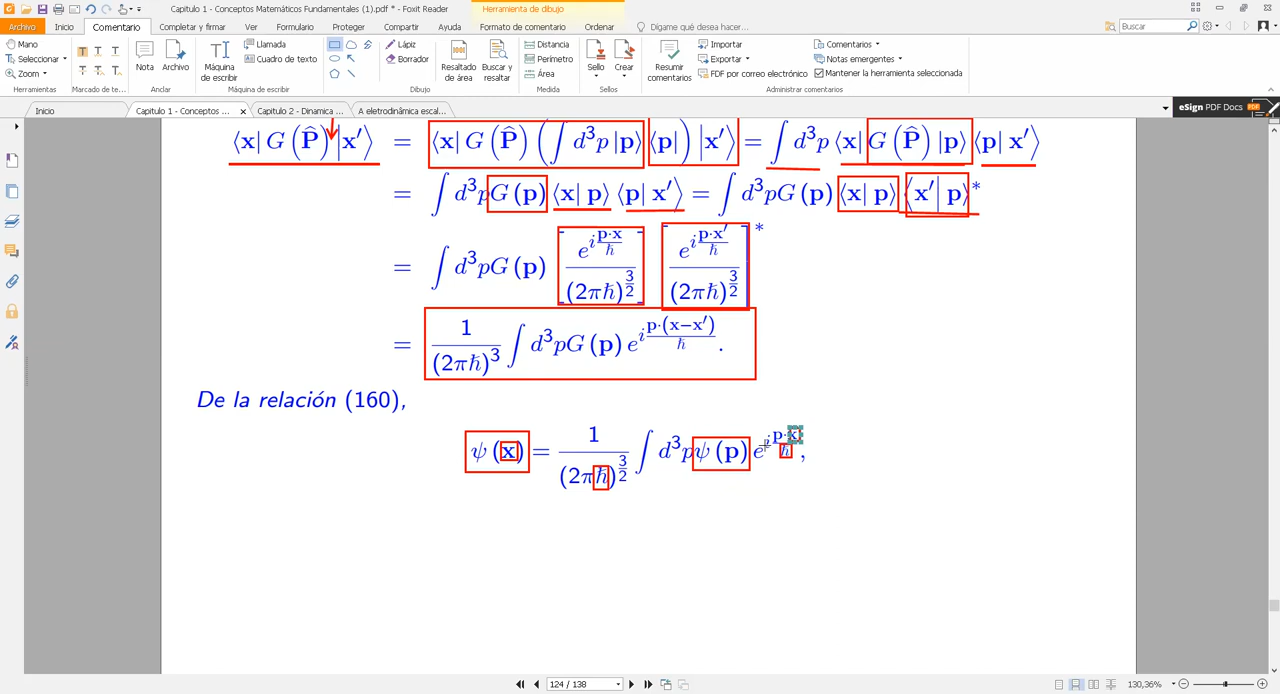 Capitulo 1 - Conceptos Matemáticos Fundamentales (1).pdf * - Foxit Reader
Herramienta de dibujo
Archivo Inicio Comentario Completar y firmar Ver Formulario Proteger Compartir Ayuda Formato de comentario Ordenar Dígame qué desea hacer... Buscar
Mano
Seleccionar
Zoom
Herramientas
T T T
T T T
Marcado de te...
Nota
Archivo
Anclar
Máquina de escribir
Llamada
Cuadro de texto
Máquina de escribir
Lápiz
Borrador
Dibujo
Resaltado de área
Buscar y resaltar
Distancia
Perímetro
Área
Medida
Sello
Crear
Sellos
Resumir comentarios
Importar
Exportar
FDF por correo electrónico
Comentarios
Notas emergentes
Mantener la herramienta seleccionada
Administrar comentarios
Inicio Capitulo 1 - Conceptos ... Capitulo 2 - Dinamica ... A eletrodinâmica escal... eSign PDF Docs
⟨x| G (P̂) |x′⟩ = ⟨x| G (P̂) (∫ d³p |p⟩ ⟨p|) |x′⟩ = ∫ d³p ⟨x| G (P̂) |p⟩ ⟨p| x′⟩
= ∫ d³pG (p) ⟨x| p⟩ ⟨p| x′⟩ = ∫ d³pG (p) ⟨x| p⟩ ⟨x′| p⟩*
= ∫ d³pG (p) [e^{i p·x/ħ} / (2πħ)^{3/2}] [e^{i p·x′/ħ} / (2πħ)^{3/2}]*
= 1/(2πħ)³ ∫ d³pG (p) e^{i p·(x−x′)/ħ}.
De la relación (160),
ψ (x) = 1/(2πħ)^{3/2} ∫ d³pψ (p) e^{i p·x/ħ},
124 / 138
130,36%